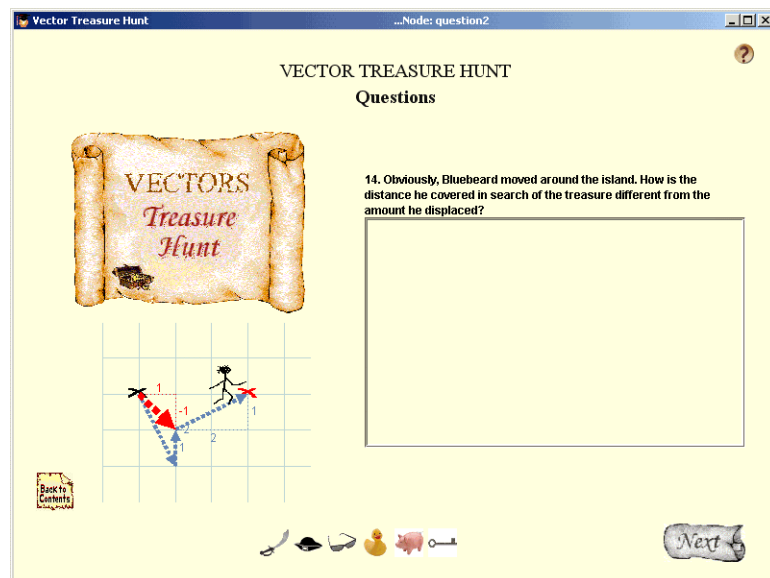 Vector Treasure Hunt ...Node: question2
?
VECTOR TREASURE HUNT
Questions
VECTORS
Treasure
Hunt
14. Obviously, Bluebeard moved around the island. How is the
distance he covered in search of the treasure different from the
amount he displaced?
1
-1
1
-2
2
1
Back to
Contents
Next